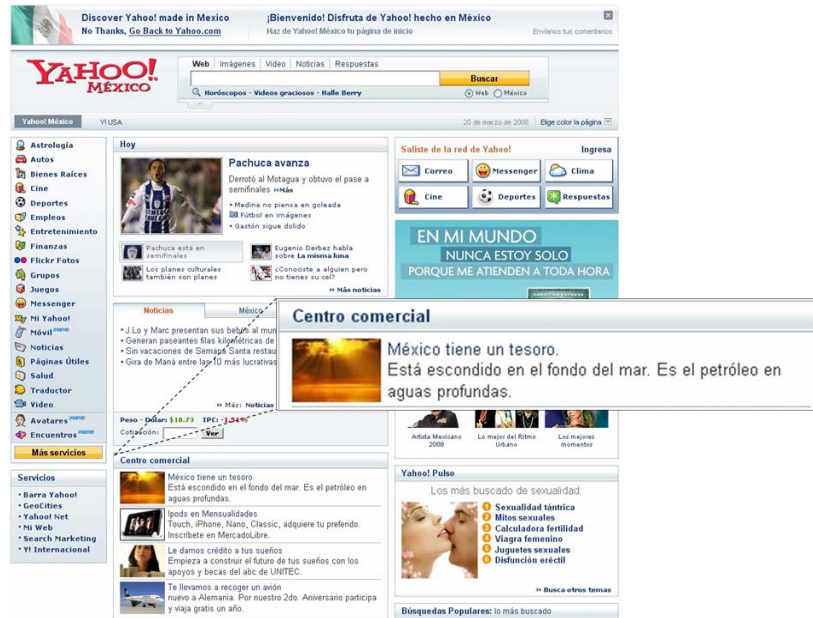 Discover Yahoo! made in Mexico
No Thanks, Go Back to Yahoo.com
¡Bienvenido! Disfruta de Yahoo! hecho en México
Haz de Yahoo! México tu página de inicio
Envíanos tus comentarios
YAHOO!
MÉXICO
Web | Imágenes | Video | Noticias | Respuestas
Buscar
Horóscopos - Videos graciosos - Halle Berry
Web México
Yahoo! México
Y! USA
20 de marzo de 2008
Elige color la página
Astrología
Autos
Bienes Raíces
Cine
Deportes
Empleos
Entretenimiento
Finanzas
Flickr Fotos
Grupos
Juegos
Messenger
Mi Yahoo!
Móvil
Noticias
Páginas Útiles
Salud
Traductor
Video
Avatares
Encuentros
Más servicios
Servicios
• Barra Yahoo!
• GeoCities
• Yahoo! Net
• Mi Web
• Search Marketing
• Y! Internacional
Hoy
Pachuca avanza
Derrotó al Motagua y obtuvo el pase a
semifinales »Más
• Medina no piensa en goleada
Fútbol en imágenes
• Gastón sigue dolido
Pachuca está en
semifinales
Eugenio Derbez habla
sobre La misma luna
Los planes culturales
también son planes
¿Conociste a alguien pero
no tienes su cel?
» Más noticias
Noticias
México
• J.Lo y Marc presentan sus bebés al mun
• Generan paseantes filas kilométricas de
• Sin vacaciones de Semana Santa restau
• Gira de Maná entre las 10 más lucrativas
» Más: Noticias
Peso - Dólar: $10.73 IPC: -1.51%
Cotización:
Ver
Centro comercial
México tiene un tesoro.
Está escondido en el fondo del mar. Es el petróleo en
aguas profundas.
Ipods en Mensualidades
Touch, iPhone, Nano, Classic, adquiere tu preferido.
Inscríbete en MercadoLibre.
Le damos crédito a tus sueños
Empieza a construir el futuro de tus sueños con los
apoyos y becas del abc de UNITEC.
Te llevamos a recoger un avión
nuevo a Alemania. Por nuestro 2do. Aniversario participa
y viaja gratis un año.
Saliste de la red de Yahoo!
Ingresa
Correo
Messenger
Clima
Cine
Deportes
Respuestas
EN MI MUNDO
NUNCA ESTOY SOLO
PORQUE ME ATIENDEN A TODA HORA
AMERICAN EXPRESS
Centro comercial
México tiene un tesoro.
Está escondido en el fondo del mar. Es el petróleo en
aguas profundas.
Artista Mexicano
2008
Lo mejor del Ritmo
Urbano
Los mejores
momentos
Yahoo! Pulso
Los más buscado de sexualidad:
1 Sexualidad tántrica
2 Mitos sexuales
3 Calculadora fertilidad
4 Viagra femenino
5 Juguetes sexuales
6 Disfunción eréctil
» Busca otros temas
Búsquedas Populares: lo más buscado